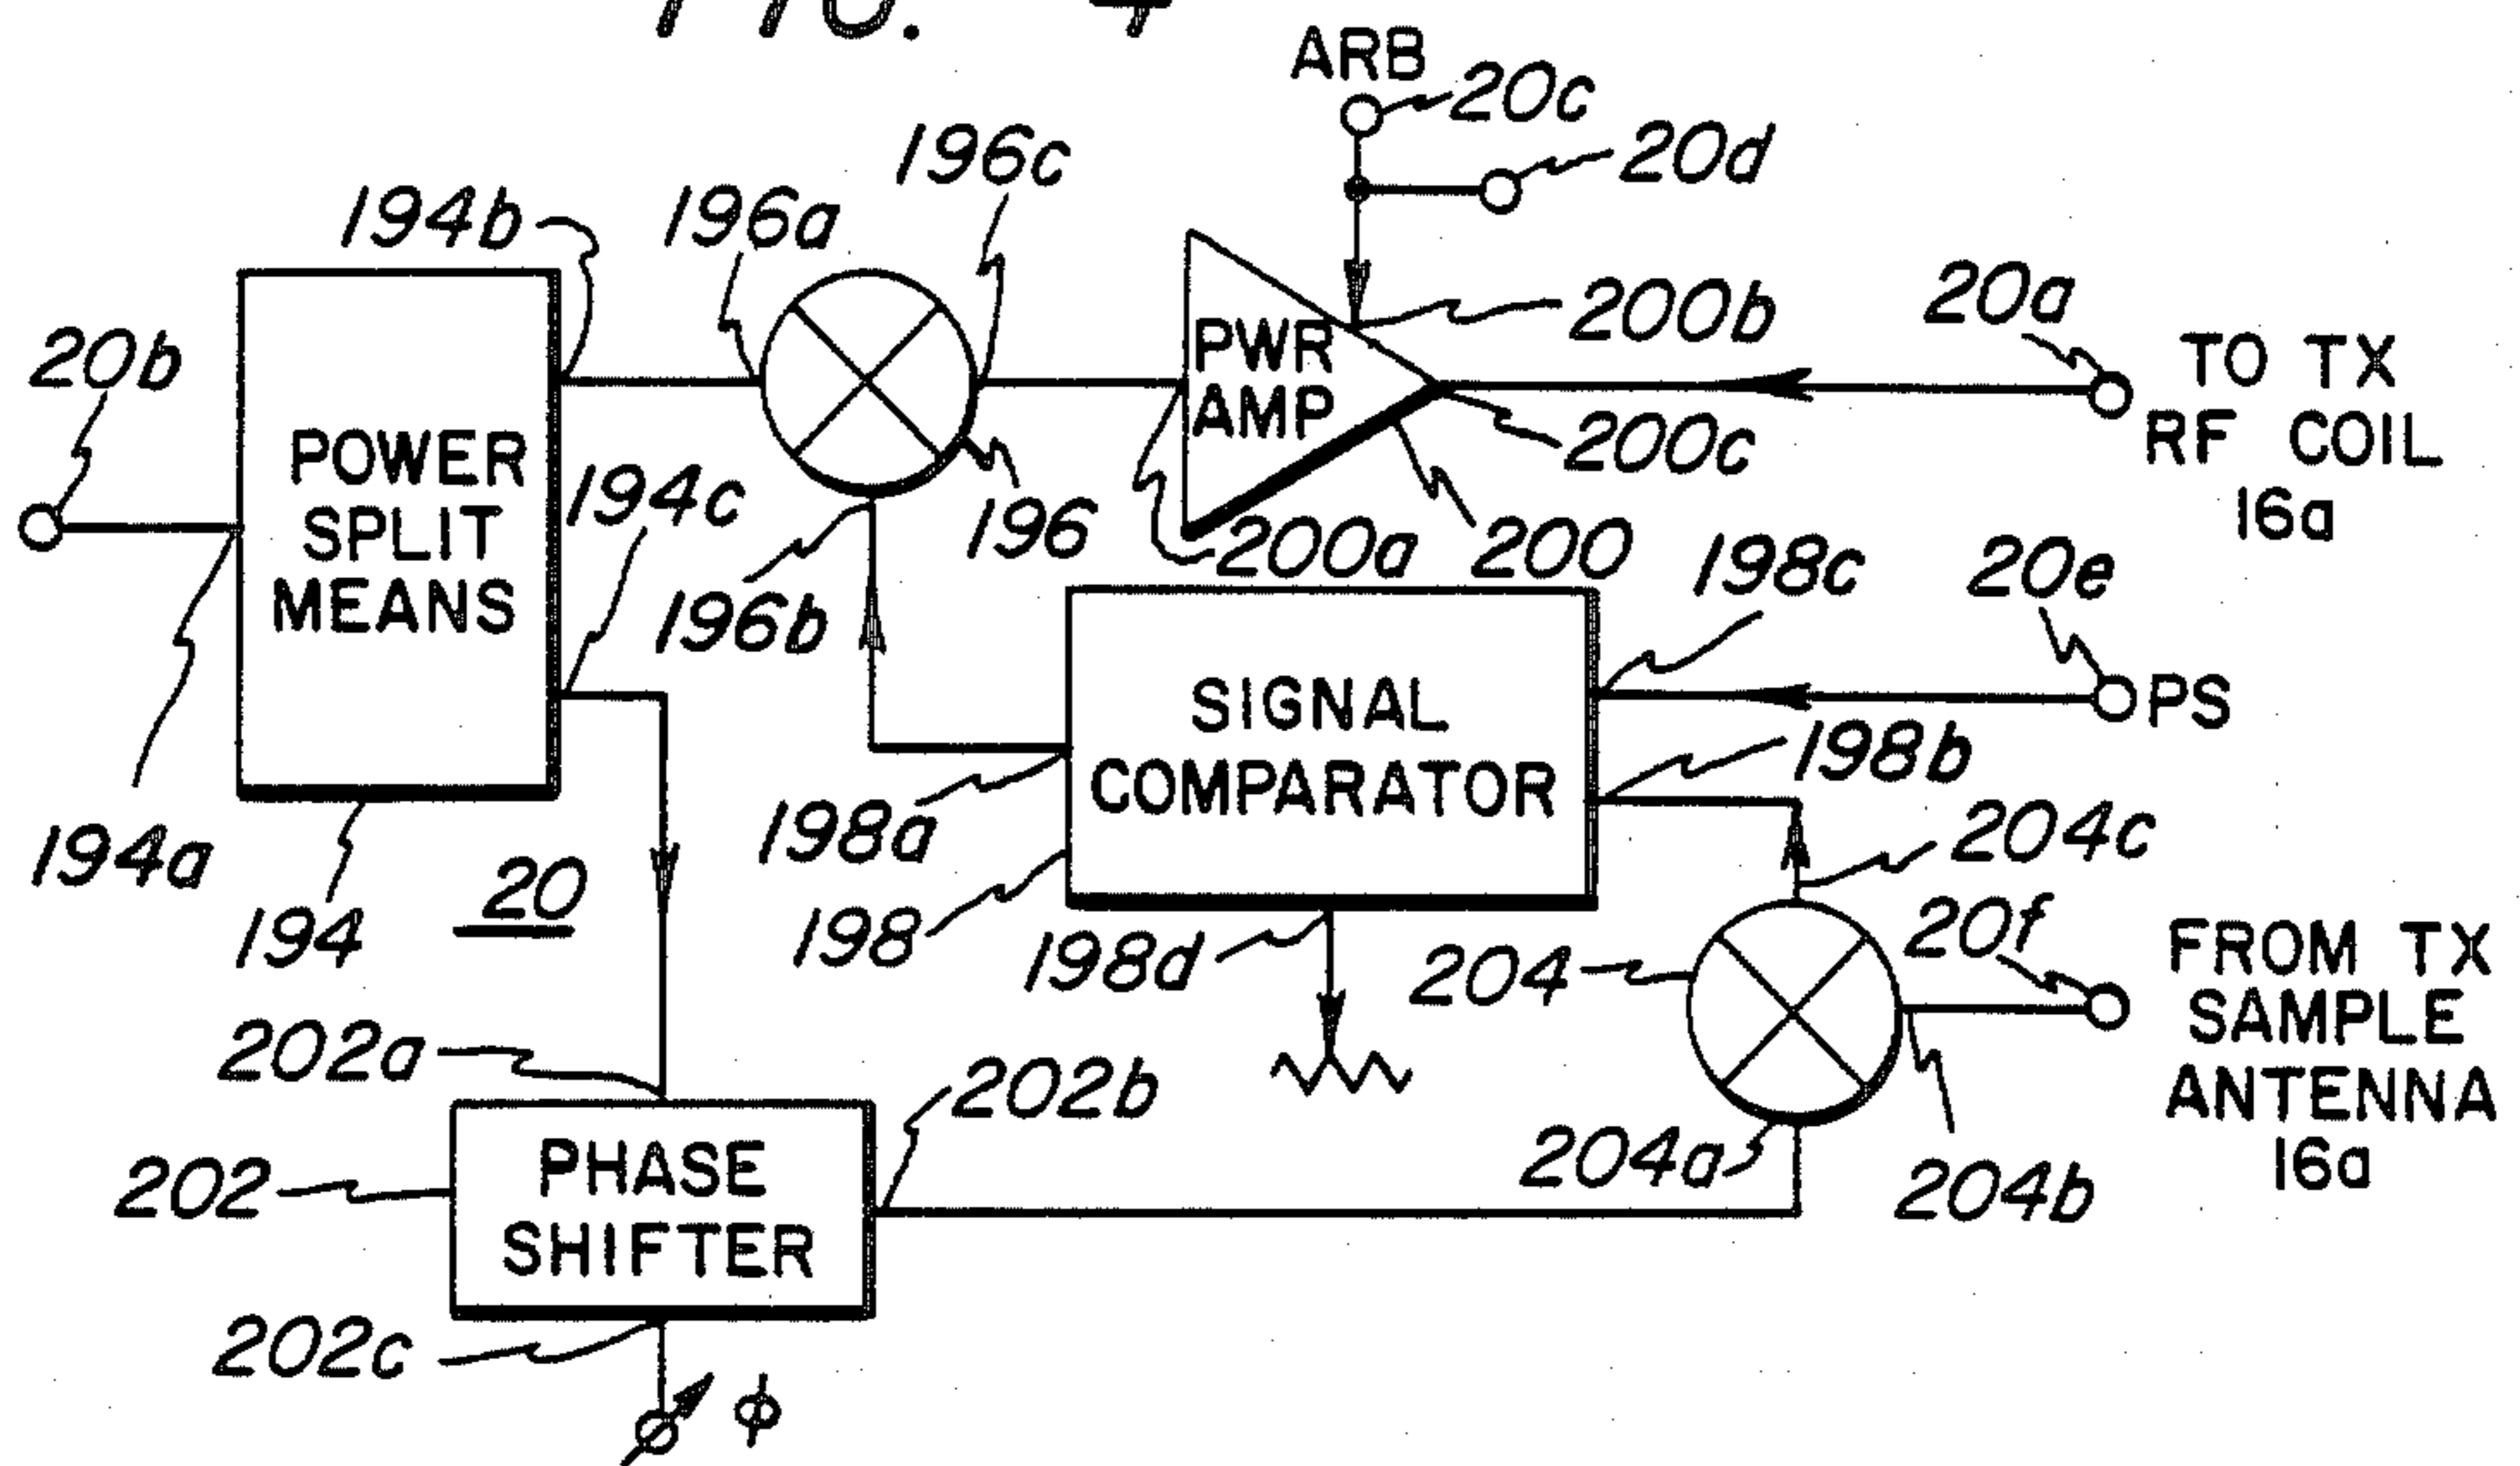 FIG. 4
ARB
20c
20d
196c
194b
196a
200b
20a
TO TX
RF COIL
16a
20b
PWR
AMP
200c
POWER
SPLIT
MEANS
194c
196
200a
200
198c
20e
196b
SIGNAL
COMPARATOR
PS
198b
194a
198a
204c
194
20
198
198d
204
20f
FROM TX
SAMPLE
ANTENNA
16a
202a
202b
204a
204b
202
PHASE
SHIFTER
202c
ϕ